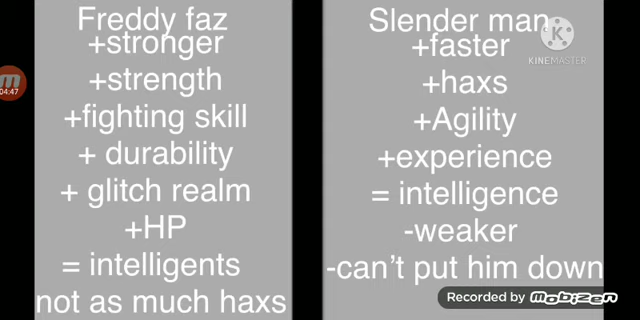 Freddy faz
+stronger
+strength
+fighting skill
+ durability
+ glitch realm
+HP
= intelligents
not as much haxs
Slender man
+faster
+haxs
+Agility
+experience
= intelligence
-weaker
-can't put him down
K
KINEMASTER
m
04:47
Recorded by mobizen